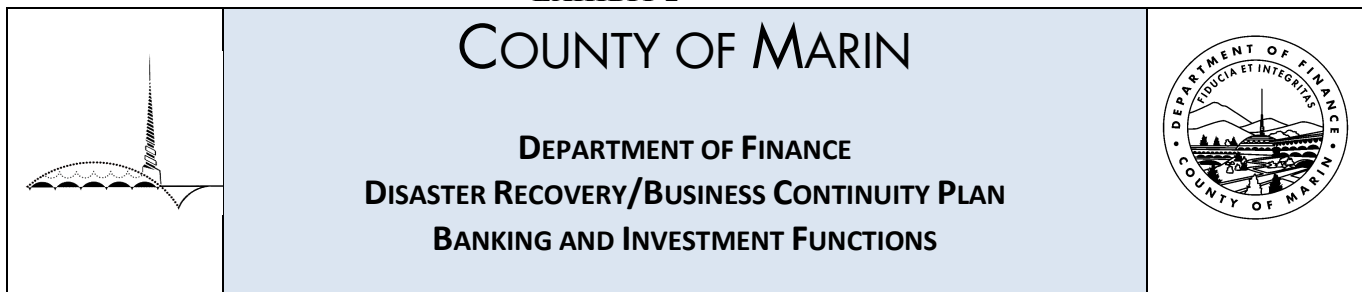 COUNTY OF MARIN
DEPARTMENT OF FINANCE
DISASTER RECOVERY/BUSINESS CONTINUITY PLAN
BANKING AND INVESTMENT FUNCTIONS
DEPARTMENT OF FINANCE
FIDUCIA ET INTEGRITAS
COUNTY OF MARIN